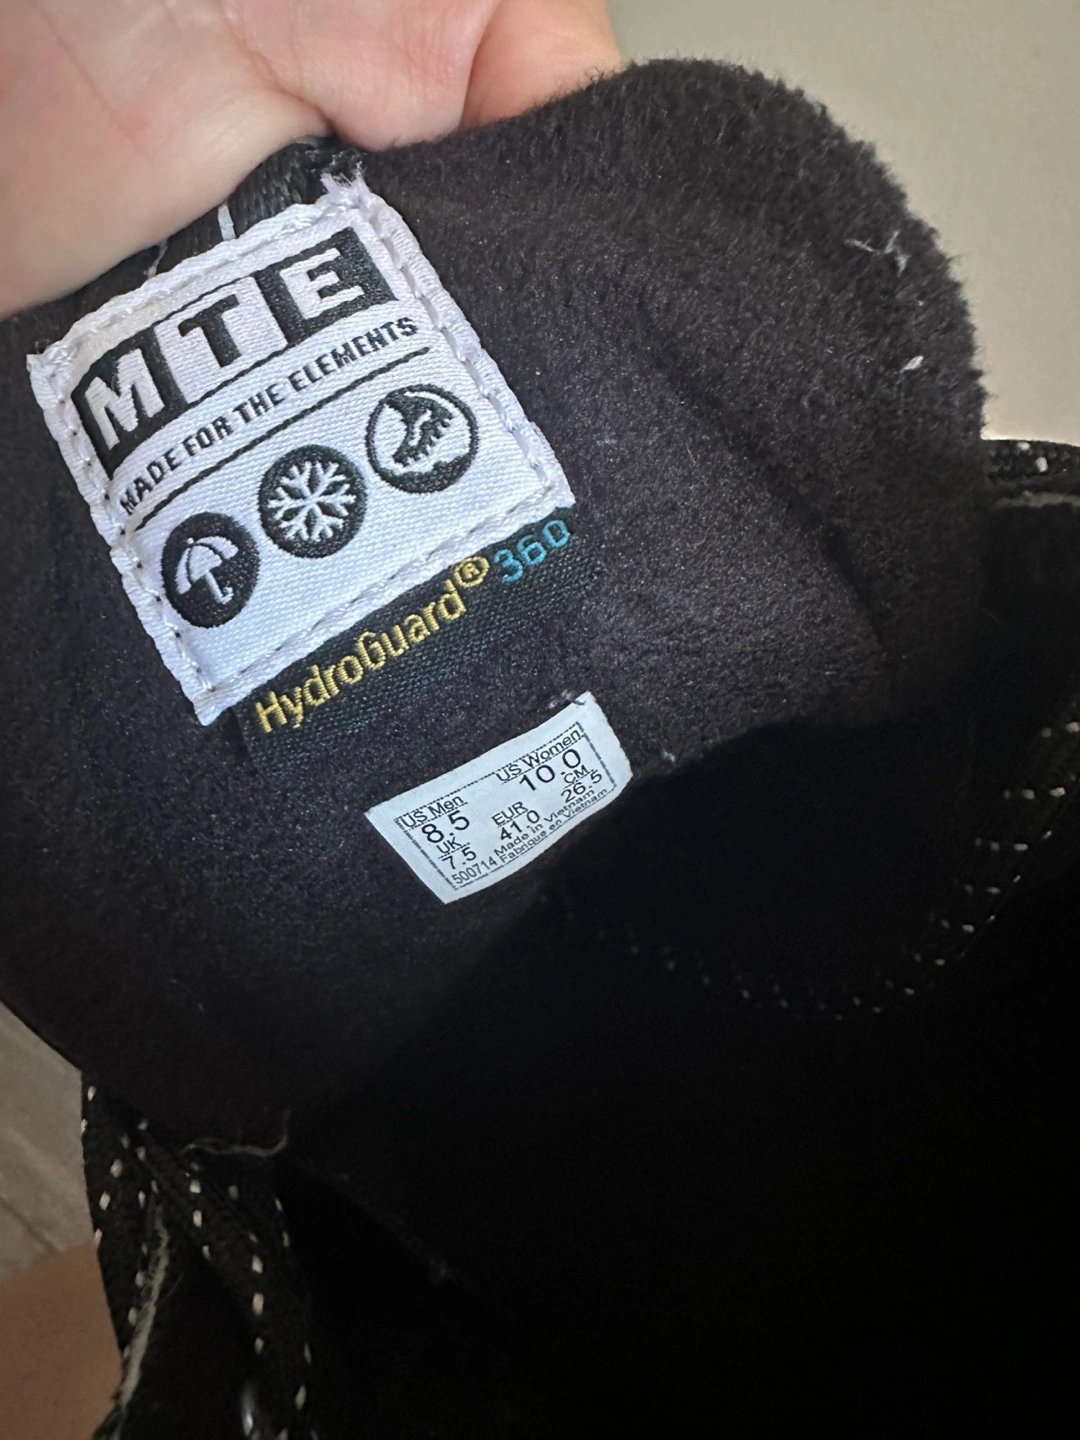 MTE
MADE FOR THE ELEMENTS
HydroGuard® 360
US Men
8.5
US Women
10.0
UK
7.5
EUR
41.0
CM
26.5
500714
Made in Vietnam
Fabriqué en Vietnam